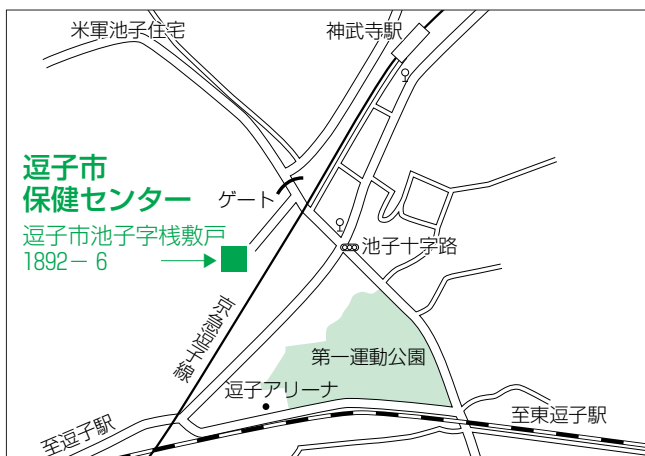 米軍池子住宅
神武寺駅
逗子市
保健センター
ゲート
逗子市池子字桟敷戸
1892－6
池子十字路
京急逗子線
第一運動公園
逗子アリーナ
至逗子駅
至東逗子駅